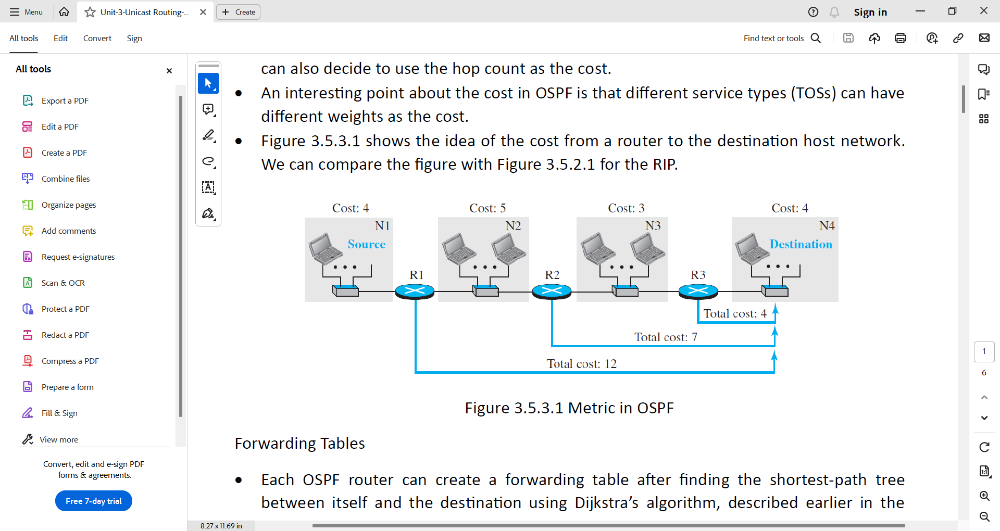 Menu
Unit-3-Unicast Routing-...
Create
Sign in
All tools
Edit
Convert
Sign
Find text or tools
All tools
Export a PDF
Edit a PDF
Create a PDF
Combine files
Organize pages
Add comments
Request e-signatures
Scan & OCR
Protect a PDF
Redact a PDF
Compress a PDF
Prepare a form
Fill & Sign
View more
Convert, edit and e-sign PDF
forms & agreements.
Free 7-day trial
can also decide to use the hop count as the cost.
• An interesting point about the cost in OSPF is that different service types (TOSs) can have
different weights as the cost.
• Figure 3.5.3.1 shows the idea of the cost from a router to the destination host network.
We can compare the figure with Figure 3.5.2.1 for the RIP.
Cost: 4 Cost: 5 Cost: 3 Cost: 4
N1 N2 N3 N4
Source Destination
R1 R2 R3
Total cost: 4
Total cost: 7
Total cost: 12
Figure 3.5.3.1 Metric in OSPF
Forwarding Tables
• Each OSPF router can create a forwarding table after finding the shortest-path tree
between itself and the destination using Dijkstra’s algorithm, described earlier in the
8.27 x 11.69 in
1
6
1:1